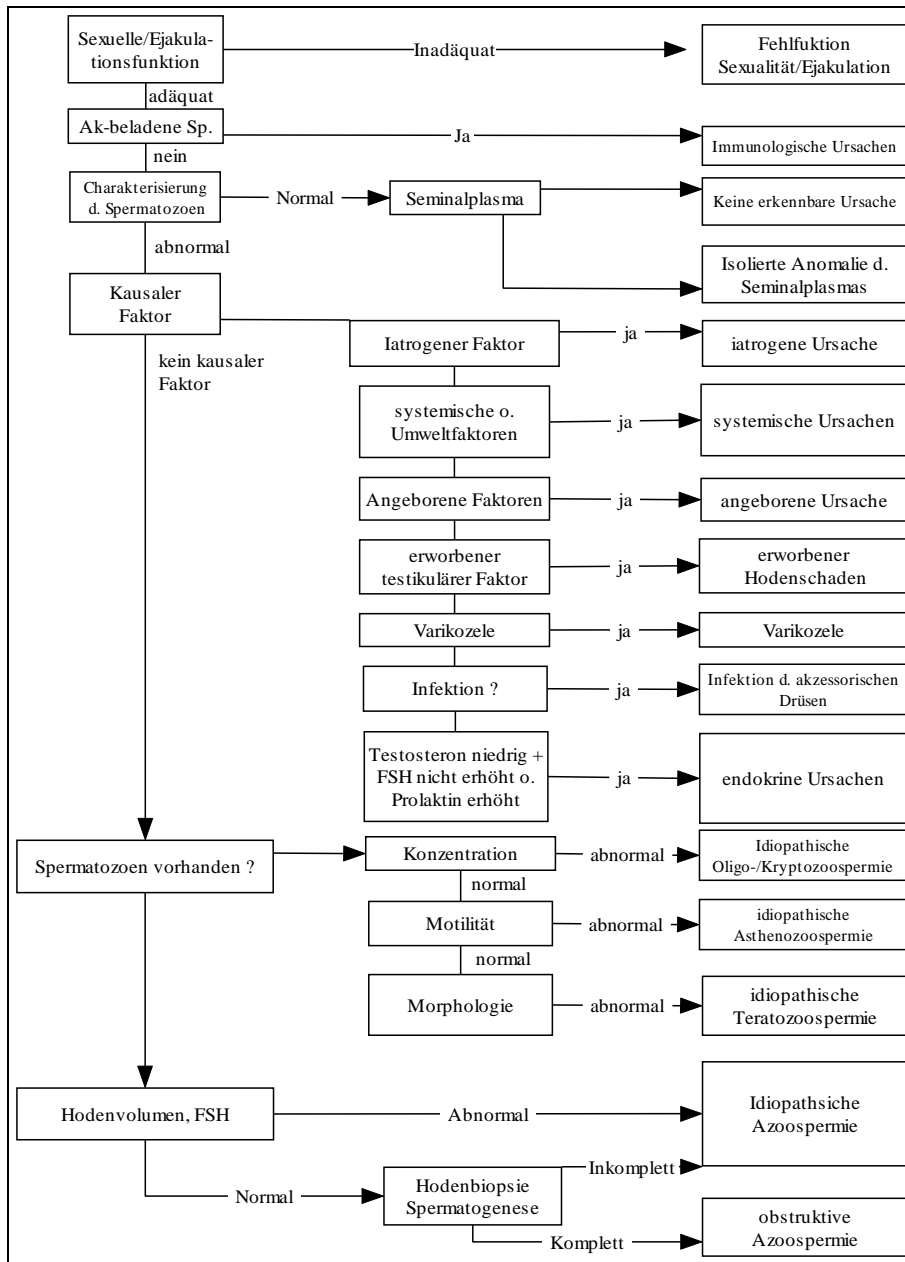 Sexuelle/Ejakula-
tionsfunktion
Inadäquat
Fehlfuktion
Sexualität/Ejakulation
adäquat
Ak-beladene Sp.
Ja
Immunologische Ursachen
nein
Charakterisierung
d. Spermatozoen
Normal
Seminalplasma
Keine erkennbare Ursache
abnormal
Isolierte Anomalie d.
Seminalplasmas
Kausaler
Faktor
kein kausaler
Faktor
Iatrogener Faktor
ja
iatrogene Ursache
systemische o.
Umweltfaktoren
ja
systemische Ursachen
Angeborene Faktoren
ja
angeborene Ursache
erworbener
testikulärer Faktor
ja
erworbener
Hodenschaden
Varikozele
ja
Varikozele
Infektion ?
ja
Infektion d. akzessorischen
Drüsen
Testosteron niedrig +
FSH nicht erhöht o.
Prolaktin erhöht
ja
endokrine Ursachen
Spermatozoen vorhanden ?
Konzentration
abnormal
Idiopathische
Oligo-/Kryptozoospermie
normal
Motilität
abnormal
idiopathische
Asthenozoospermie
normal
Morphologie
abnormal
idiopathische
Teratozoospermie
Hodenvolumen, FSH
Abnormal
Idiopathsiche
Azoospermie
Normal
Hodenbiopsie
Spermatogenese
Inkomplett
Komplett
obstruktive
Azoospermie